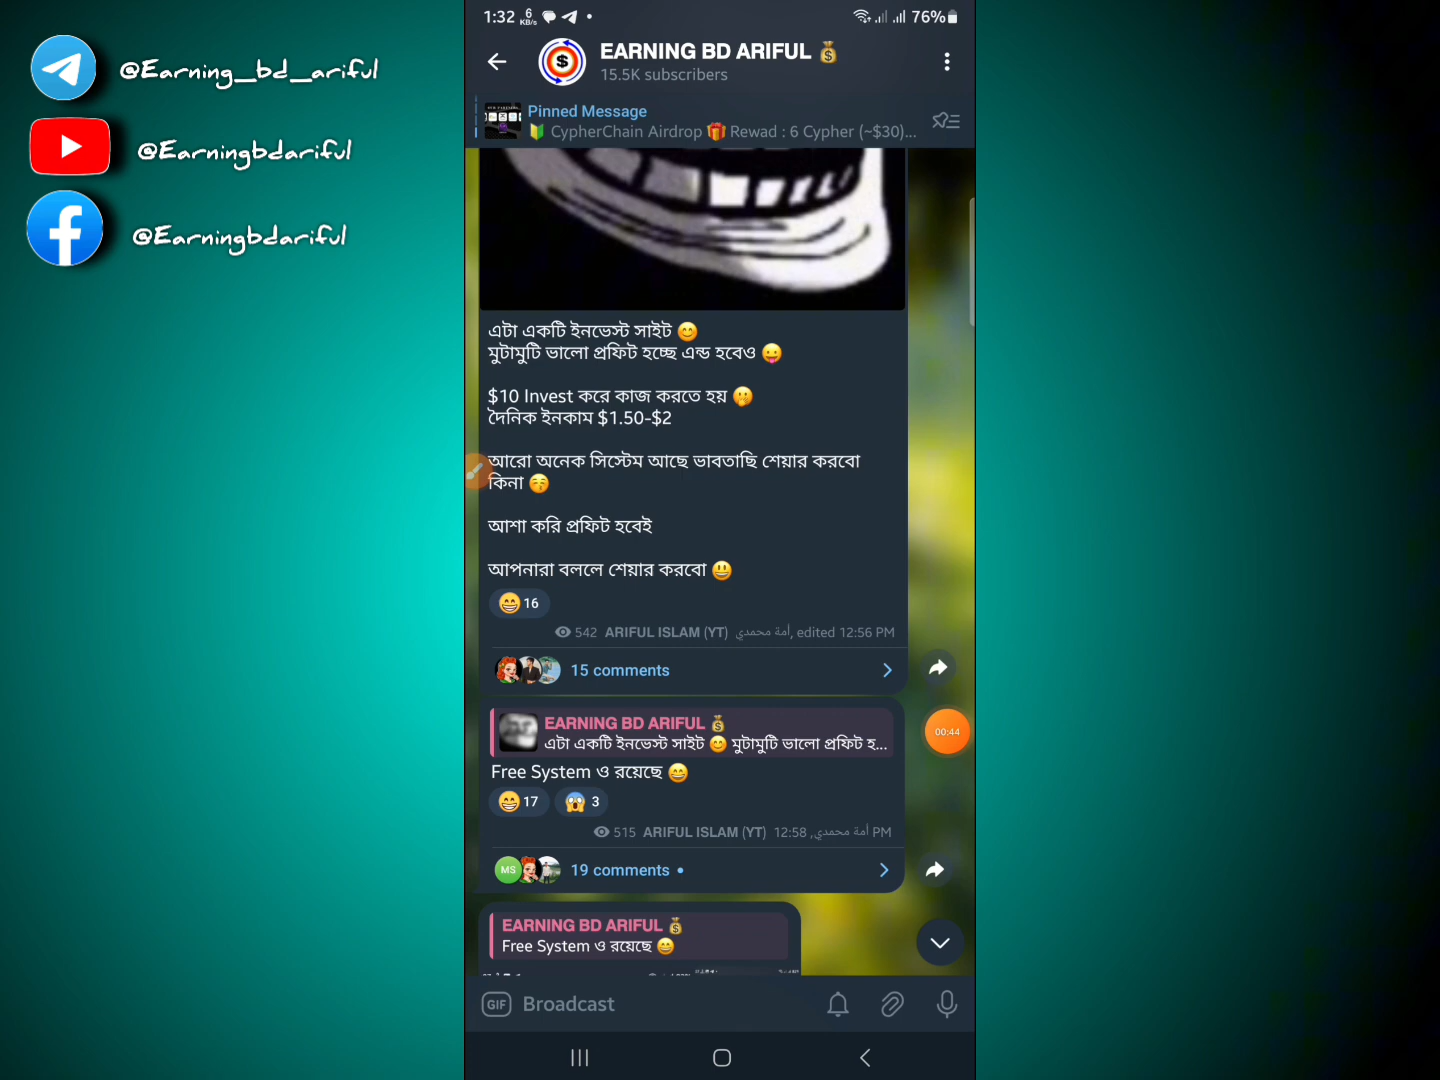 @Earning_bd_ariful
@Earningbdariful
@Earningbdariful
1:32 6 KB/s 76%
EARNING BD ARIFUL 💰
15.5K subscribers
Pinned Message
🔰 CypherChain Airdrop 🎁 Rewad : 6 Cypher (~$30)...
এটা একটি ইনভেস্ট সাইট 😊
মুটামুটি ভালো প্রফিট হচ্ছে এন্ড হবেও 😛
$10 Invest করে কাজ করতে হয় 🤫
দৈনিক ইনকাম $1.50-$2
আরো অনেক সিস্টেম আছে ভাবতাছি শেয়ার করবো
কিনা 😚
আশা করি প্রফিট হবেই
আপনারা বললে শেয়ার করবো 😃
😁 16
542 ARIFUL ISLAM (YT) أمة محمدي, edited 12:56 PM
15 comments
EARNING BD ARIFUL 💰
এটা একটি ইনভেস্ট সাইট 😊 মুটামুটি ভালো প্রফিট হ...
00:44
Free System ও রয়েছে 😄
😁 17 😱 3
515 ARIFUL ISLAM (YT) أمة محمدي, 12:58 PM
MS 19 comments
EARNING BD ARIFUL 💰
Free System ও রয়েছে 😄
GIF Broadcast